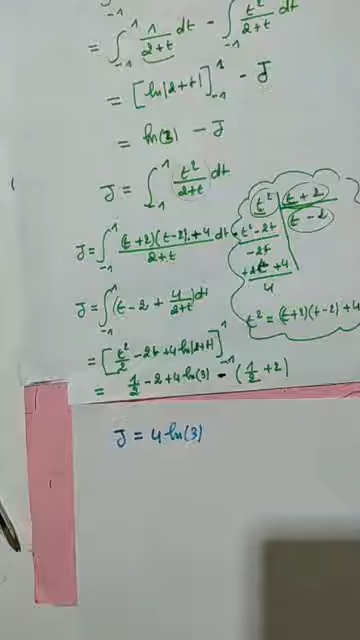 = ∫₋₁¹ 1/(2+t) dt - ∫ t²/(2+t) dt
= [ln|2+t|]₋₁¹ - J
= ln(3) - J
J = ∫₋₁¹ t²/(2+t) dt
J = ∫₋₁¹ ((t+2)(t-2)+4)/(2+t) dt
J = ∫₋₁¹ (t-2 + 4/(2+t)) dt
= [t²/2 - 2t + 4 ln|2+t|]₋₁¹
= 1/2 - 2 + 4 ln(3) - (1/2 + 2)
J = 4 ln(3)
t² | t + 2
t - 2
-2t
+4
4
t² = (t+2)(t-2) + 4